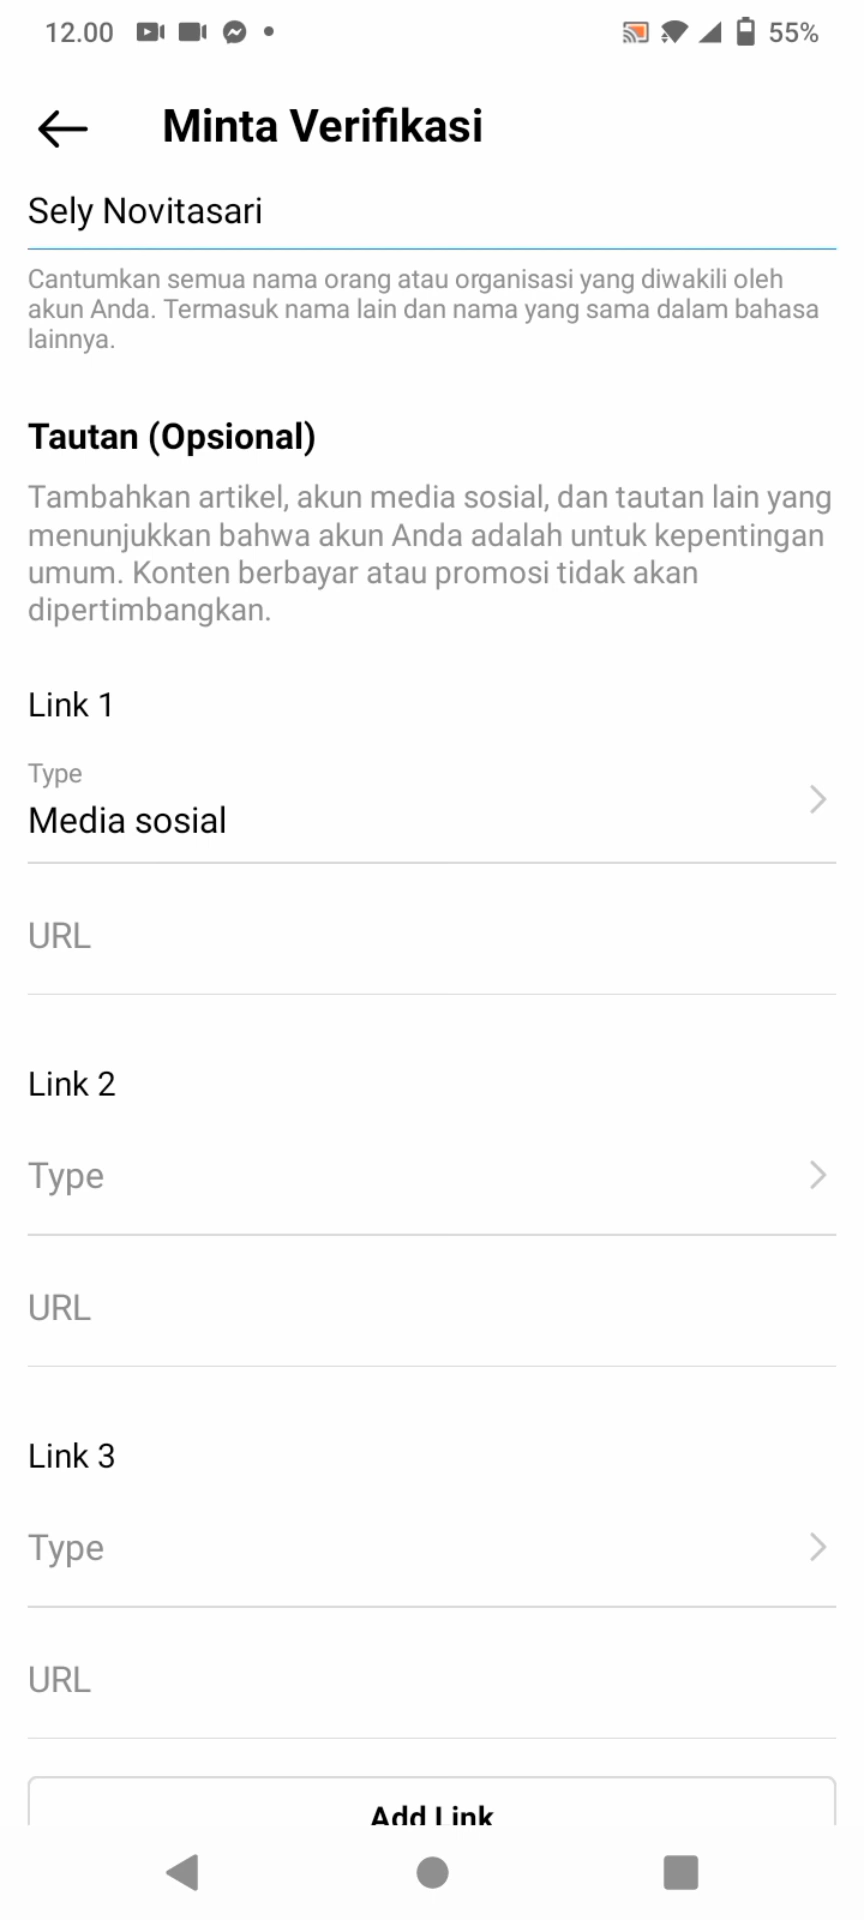 12.00
55%
Minta Verifikasi
Sely Novitasari
Cantumkan semua nama orang atau organisasi yang diwakili oleh
akun Anda. Termasuk nama lain dan nama yang sama dalam bahasa
lainnya.
Tautan (Opsional)
Tambahkan artikel, akun media sosial, dan tautan lain yang
menunjukkan bahwa akun Anda adalah untuk kepentingan
umum. Konten berbayar atau promosi tidak akan
dipertimbangkan.
Link 1
Type
Media sosial
URL
Link 2
Type
URL
Link 3
Type
URL
Add Link